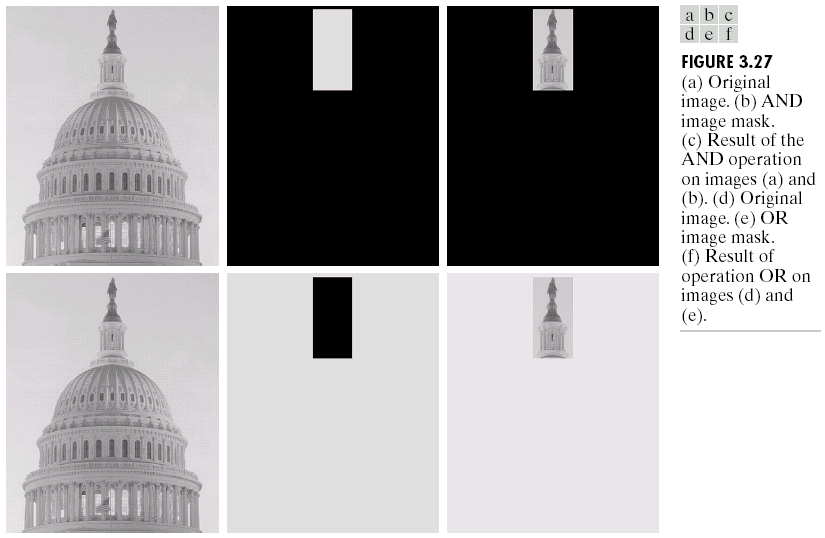 a b c
d e f
FIGURE 3.27
(a) Original
image. (b) AND
image mask.
(c) Result of the
AND operation
on images (a) and
(b). (d) Original
image. (e) OR
image mask.
(f) Result of
operation OR on
images (d) and
(e).